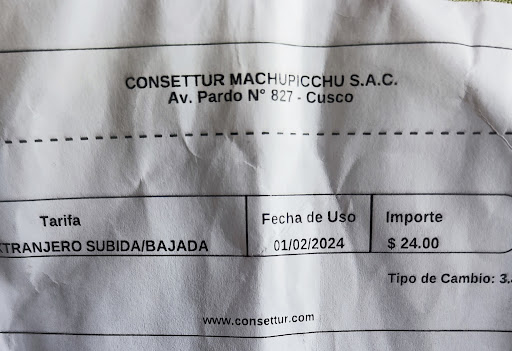 CONSETTUR MACHUPICCHU S.A.C.
Av. Pardo N° 827 - Cusco
Tarifa Fecha de Uso Importe
XTRANJERO SUBIDA/BAJADA 01/02/2024 $ 24.00
Tipo de Cambio: 3.
www.consettur.com